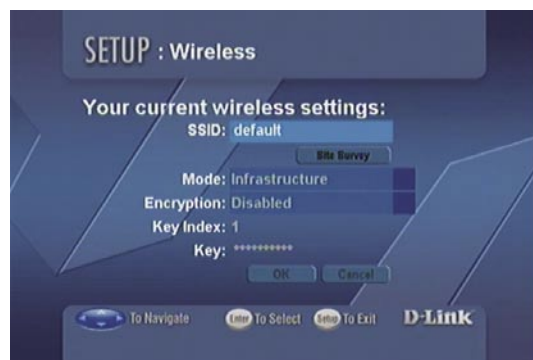 SETUP : Wireless
Your current wireless settings:
SSID: default
Site Survey
Mode: Infrastructure
Encryption: Disabled
Key Index: 1
Key: **********
OK Cancel
To Navigate Enter To Select Setup To Exit D-Link